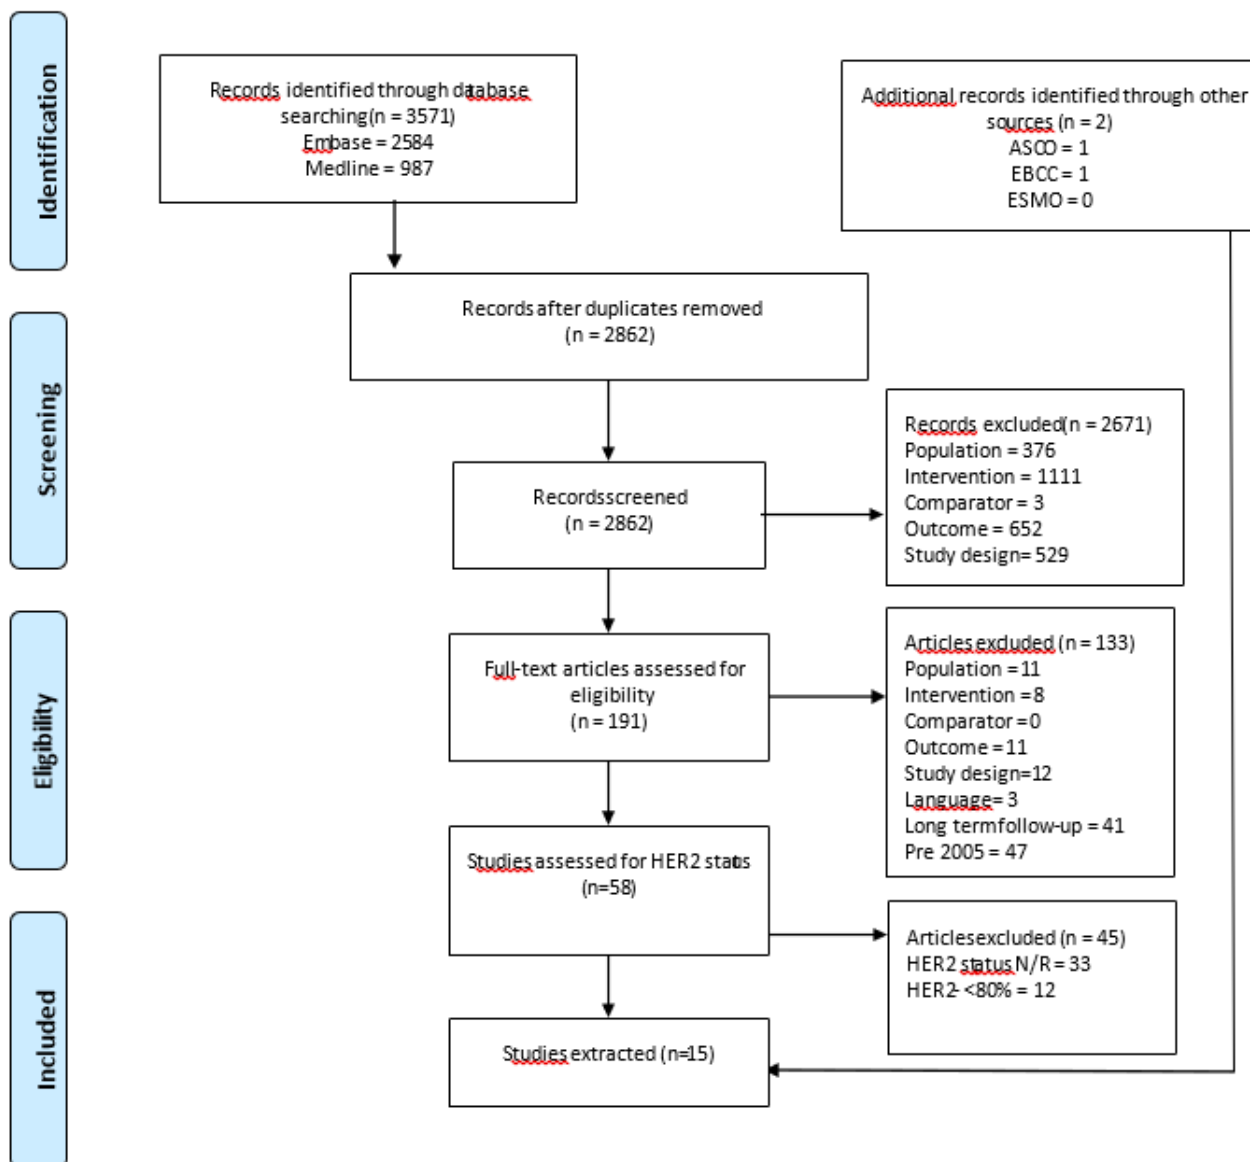 Identification
Records identified through database
searching(n = 3571)
Embase = 2584
Medline = 987
Additional records identified through other
sources (n = 2)
ASCO = 1
EBCC = 1
ESMO = 0
Records after duplicates removed
(n = 2862)
Screening
Records screened
(n = 2862)
Records excluded(n = 2671)
Population = 376
Intervention = 1111
Comparator = 3
Outcome = 652
Study design= 529
Eligibility
Full-text articles assessed for
eligibility
(n = 191)
Articles excluded (n = 133)
Population =11
Intervention =8
Comparator =0
Outcome =11
Study design=12
Language= 3
Long term follow-up = 41
Pre 2005 = 47
Studies assessed for HER2 status
(n=58)
Articles excluded (n = 45)
HER2 status N/R = 33
HER2- <80% = 12
Included
Studies extracted (n=15)